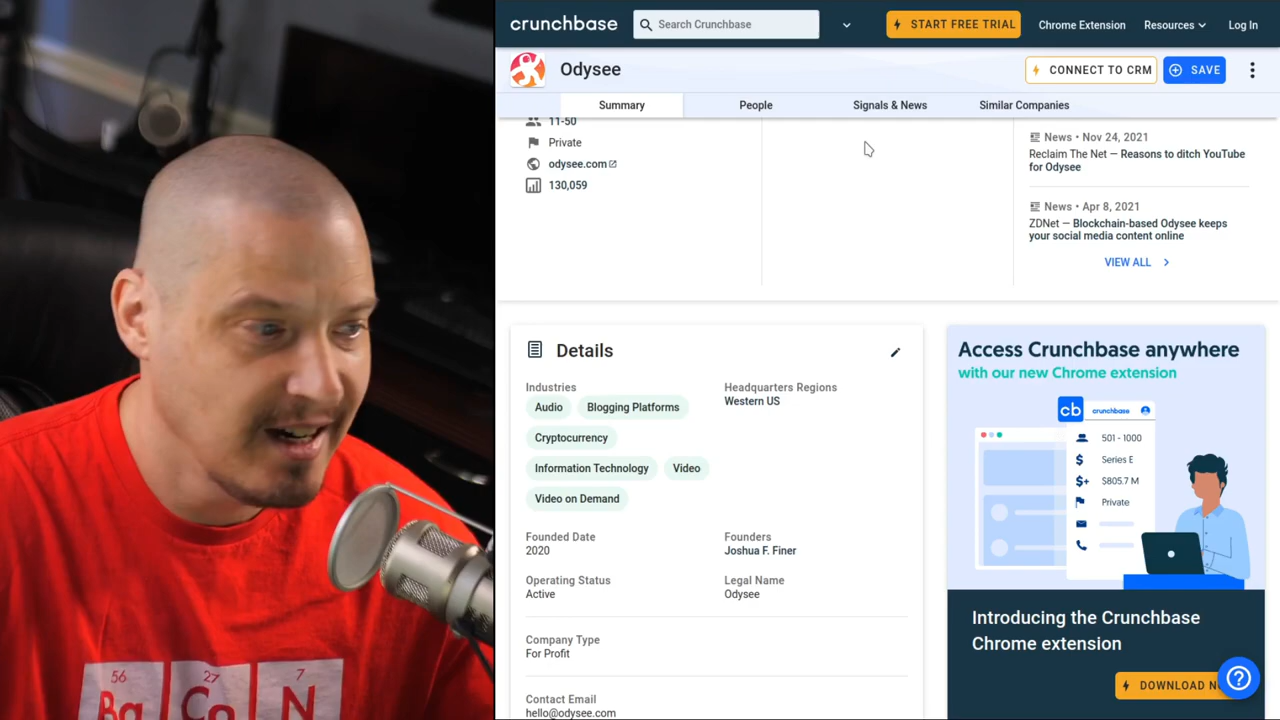 crunchbase
Search Crunchbase
START FREE TRIAL
Chrome Extension
Resources
Log In
Odysee
CONNECT TO CRM
SAVE
Summary
People
Signals & News
Similar Companies
11-50
Private
odysee.com
130,059
News • Nov 24, 2021
Reclaim The Net — Reasons to ditch YouTube
for Odysee
News • Apr 8, 2021
ZDNet — Blockchain-based Odysee keeps
your social media content online
VIEW ALL
Details
Industries
Audio
Blogging Platforms
Cryptocurrency
Information Technology
Video
Video on Demand
Headquarters Regions
Western US
Founded Date
2020
Founders
Joshua F. Finer
Operating Status
Active
Legal Name
Odysee
Company Type
For Profit
Contact Email
hello@odysee.com
Access Crunchbase anywhere
with our new Chrome extension
cb
crunchbase
501 - 1000
Series E
$805.7 M
Private
Introducing the Crunchbase
Chrome extension
DOWNLOAD N
56
27
7
Ba
Co
N